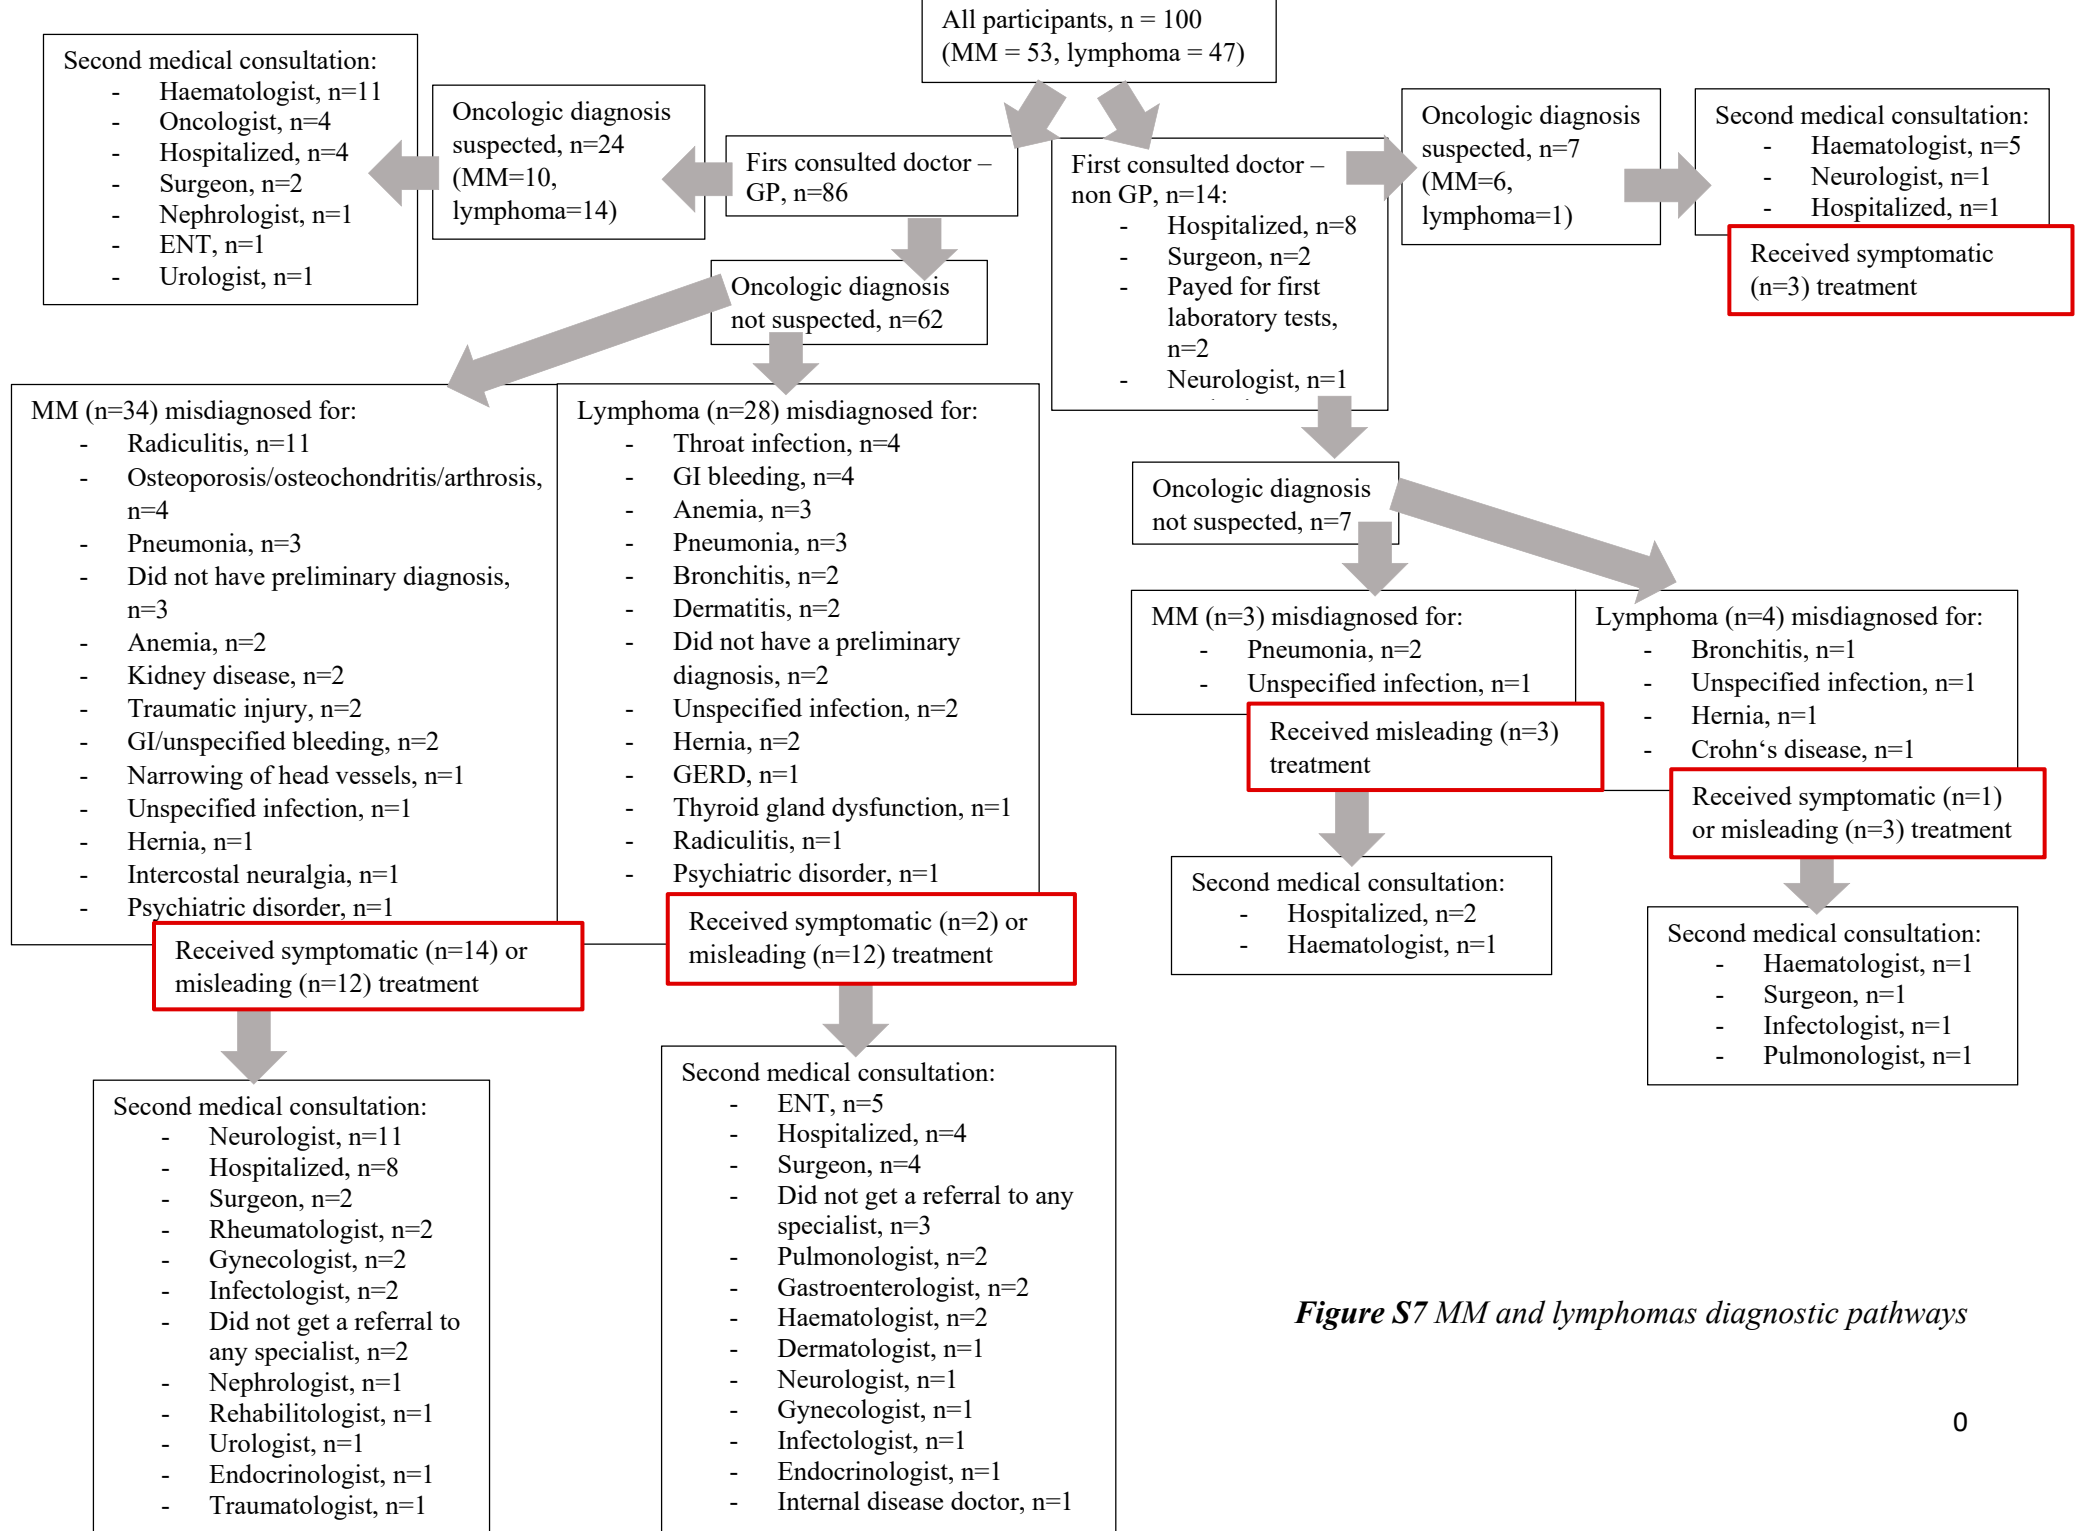 All participants, n = 100
(MM = 53, lymphoma = 47)
Second medical consultation:
- Haematologist, n=11
- Oncologist, n=4
- Hospitalized, n=4
- Surgeon, n=2
- Nephrologist, n=1
- ENT, n=1
- Urologist, n=1
Oncologic diagnosis
suspected, n=24
(MM=10,
lymphoma=14)
Firs consulted doctor –
GP, n=86
First consulted doctor –
non GP, n=14:
- Hospitalized, n=8
- Surgeon, n=2
- Payed for first
laboratory tests,
n=2
- Neurologist, n=1
Oncologic diagnosis
suspected, n=7
(MM=6,
lymphoma=1)
Second medical consultation:
- Haematologist, n=5
- Neurologist, n=1
- Hospitalized, n=1
Received symptomatic
(n=3) treatment
Oncologic diagnosis
not suspected, n=62
MM (n=34) misdiagnosed for:
- Radiculitis, n=11
- Osteoporosis/osteochondritis/arthrosis,
n=4
- Pneumonia, n=3
- Did not have preliminary diagnosis,
n=3
- Anemia, n=2
- Kidney disease, n=2
- Traumatic injury, n=2
- GI/unspecified bleeding, n=2
- Narrowing of head vessels, n=1
- Unspecified infection, n=1
- Hernia, n=1
- Intercostal neuralgia, n=1
- Psychiatric disorder, n=1
Received symptomatic (n=14) or
misleading (n=12) treatment
Second medical consultation:
- Neurologist, n=11
- Hospitalized, n=8
- Surgeon, n=2
- Rheumatologist, n=2
- Gynecologist, n=2
- Infectologist, n=2
- Did not get a referral to
any specialist, n=2
- Nephrologist, n=1
- Rehabilitologist, n=1
- Urologist, n=1
- Endocrinologist, n=1
- Traumatologist, n=1
Lymphoma (n=28) misdiagnosed for:
- Throat infection, n=4
- GI bleeding, n=4
- Anemia, n=3
- Pneumonia, n=3
- Bronchitis, n=2
- Dermatitis, n=2
- Did not have a preliminary
diagnosis, n=2
- Unspecified infection, n=2
- Hernia, n=2
- GERD, n=1
- Thyroid gland dysfunction, n=1
- Radiculitis, n=1
- Psychiatric disorder, n=1
Received symptomatic (n=2) or
misleading (n=12) treatment
Second medical consultation:
- ENT, n=5
- Hospitalized, n=4
- Surgeon, n=4
- Did not get a referral to any
specialist, n=3
- Pulmonologist, n=2
- Gastroenterologist, n=2
- Haematologist, n=2
- Dermatologist, n=1
- Neurologist, n=1
- Gynecologist, n=1
- Infectologist, n=1
- Endocrinologist, n=1
- Internal disease doctor, n=1
Oncologic diagnosis
not suspected, n=7
MM (n=3) misdiagnosed for:
- Pneumonia, n=2
- Unspecified infection, n=1
Received misleading (n=3)
treatment
Second medical consultation:
- Hospitalized, n=2
- Haematologist, n=1
Lymphoma (n=4) misdiagnosed for:
- Bronchitis, n=1
- Unspecified infection, n=1
- Hernia, n=1
- Crohn‘s disease, n=1
Received symptomatic (n=1)
or misleading (n=3) treatment
Second medical consultation:
- Haematologist, n=1
- Surgeon, n=1
- Infectologist, n=1
- Pulmonologist, n=1
Figure S7 MM and lymphomas diagnostic pathways
0